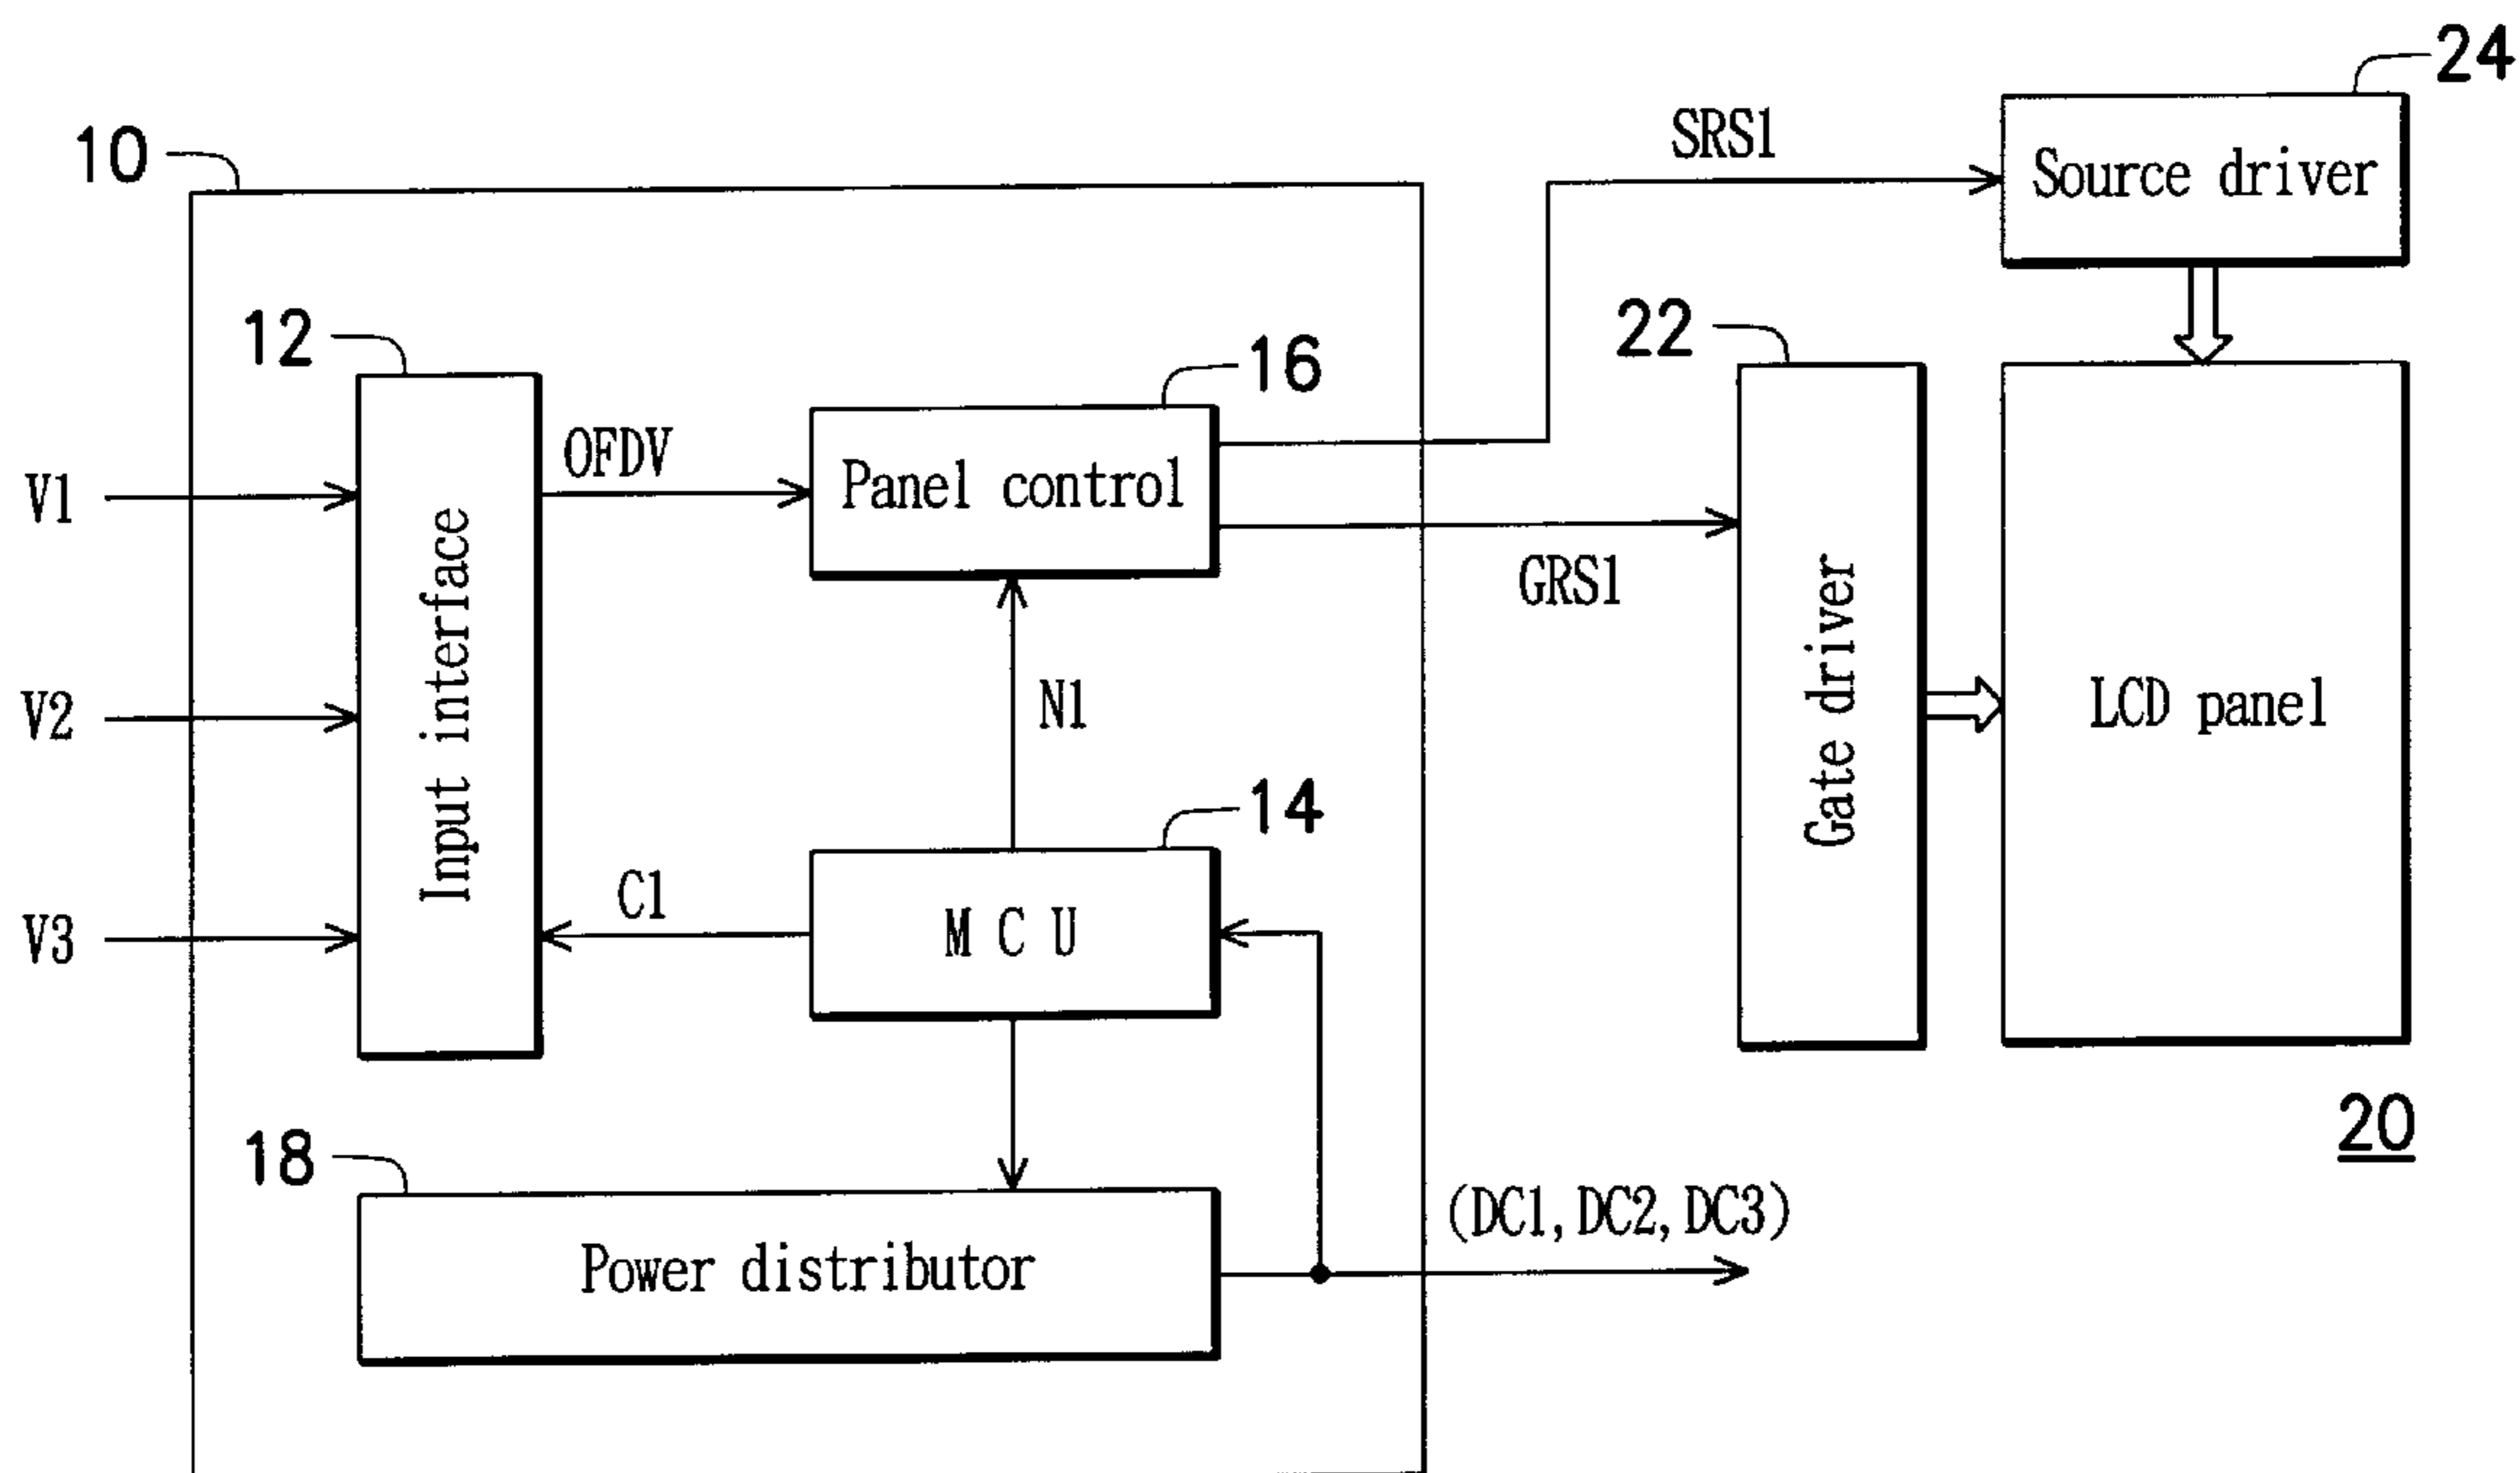 24
SRS1
10
Source driver
12
22
16
OFDV
Panel control
V1
GRS1
Input interface
Gate driver
N1
LCD panel
V2
14
C1
M C U
V3
20
18
(DC1, DC2, DC3)
Power distributor